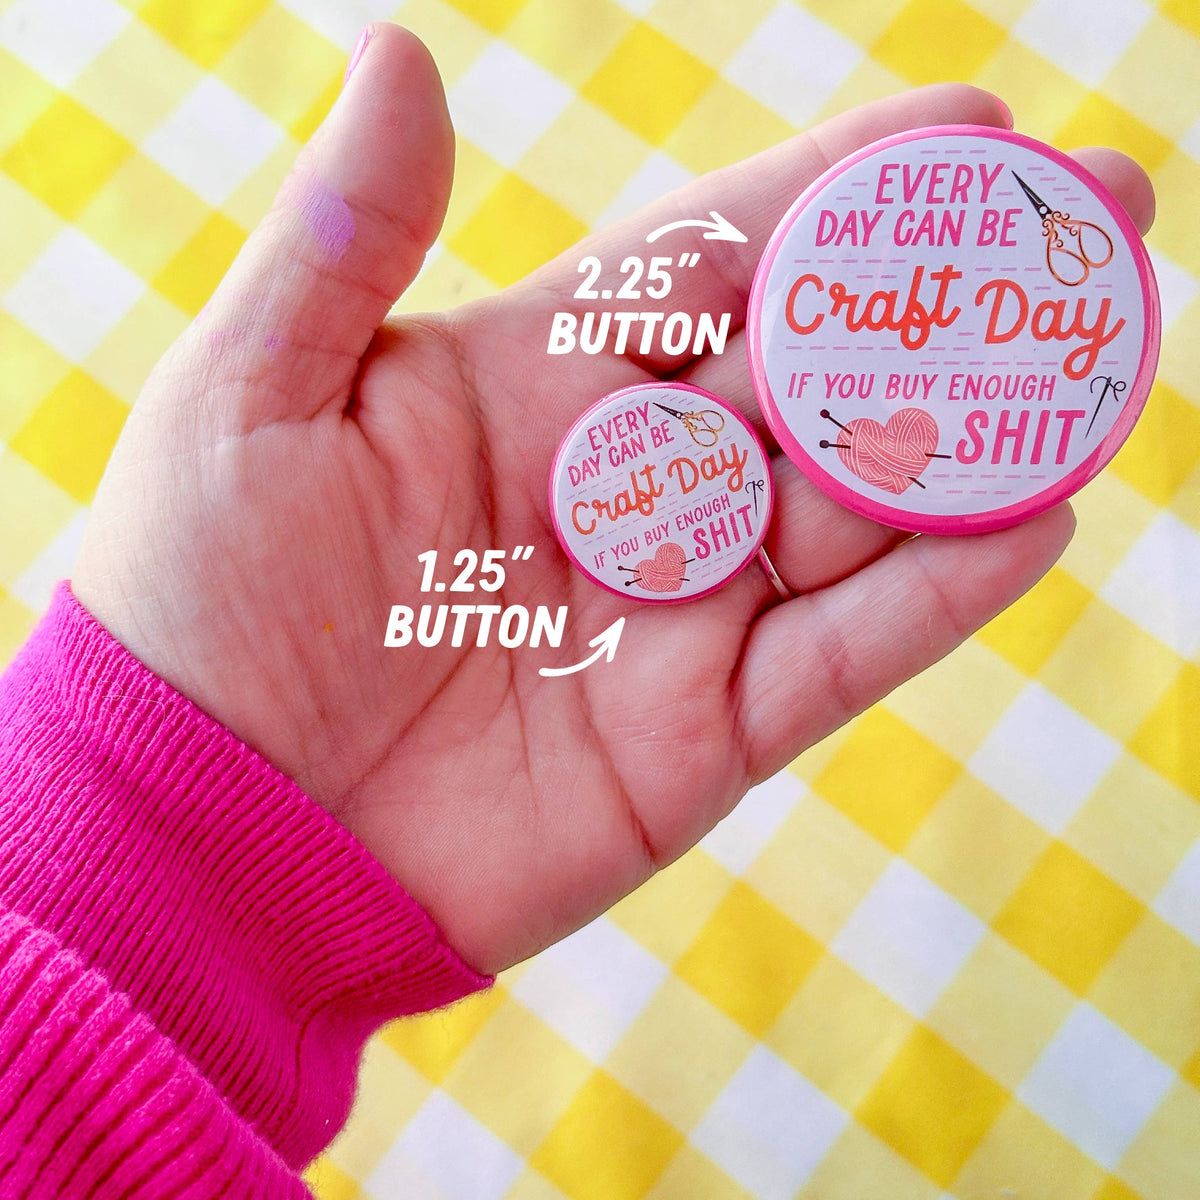 2.25"
BUTTON
EVERY
DAY CAN BE
Craft Day
IF YOU BUY ENOUGH
SHIT
1.25"
BUTTON
EVERY
DAY CAN BE
Craft Day
IF YOU BUY ENOUGH
SHIT